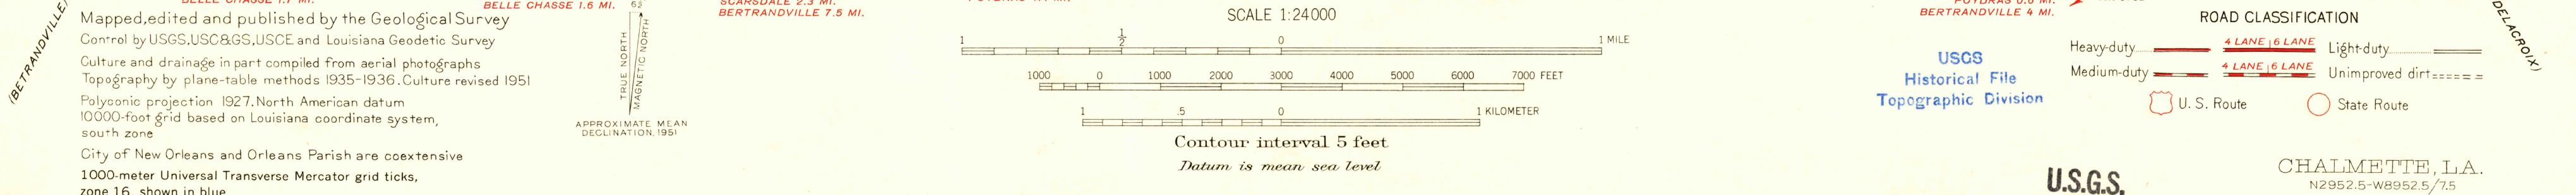 BELLE CHASSE 1.6 MI.
SCARSDALE 2.3 MI.
BERTRANDVILLE 7.5 MI.
BERTRANDVILLE 4 MI.
(BETRANDVILLE)
DELACROIX)
Mapped,edited and published by the Geological Survey
Control by USGS,USC&GS,USCE and Louisiana Geodetic Survey
Culture and drainage in part compiled from aerial photographs
Topography by plane-table methods 1935-1936.Culture revised 1951
Polyconic projection 1927.North American datum
10000-foot grid based on Louisiana coordinate system,
south zone
City of New Orleans and Orleans Parish are coextensive
1000-meter Universal Transverse Mercator grid ticks,
zone 16, shown in blue
TRUE NORTH
MAGNETIC NORTH
APPROXIMATE MEAN
DECLINATION, 1951
SCALE 1:24000
1 ½ 0 1 MILE
1000 0 1000 2000 3000 4000 5000 6000 7000 FEET
1 .5 0 1 KILOMETER
Contour interval 5 feet
Datum is mean sea level
USGS
Historical File
Topographic Division
ROAD CLASSIFICATION
Heavy-duty 4 LANE 6 LANE Light-duty
Medium-duty 4 LANE 6 LANE Unimproved dirt
U. S. Route State Route
U.S.G.S.
CHALMETTE, LA.
N2952.5-W8952.5/7.5